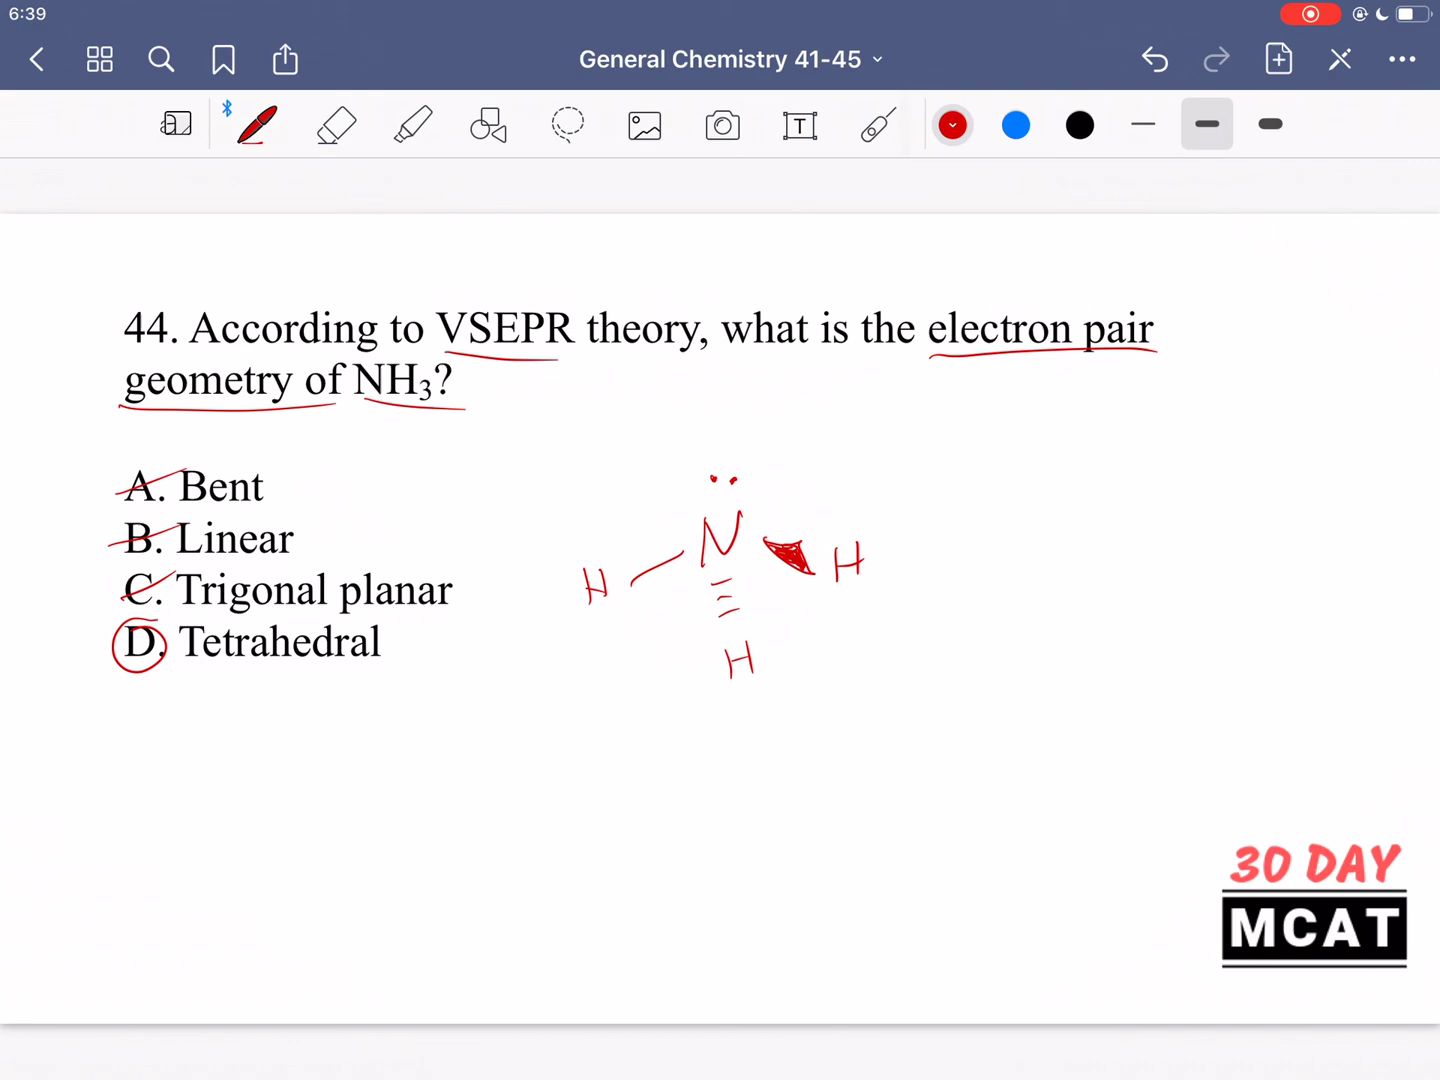 6:39
General Chemistry 41-45
T
44. According to VSEPR theory, what is the electron pair
geometry of NH₃?
A. Bent
B. Linear
C. Trigonal planar
D. Tetrahedral
N
H
H
H
30 DAY
MCAT